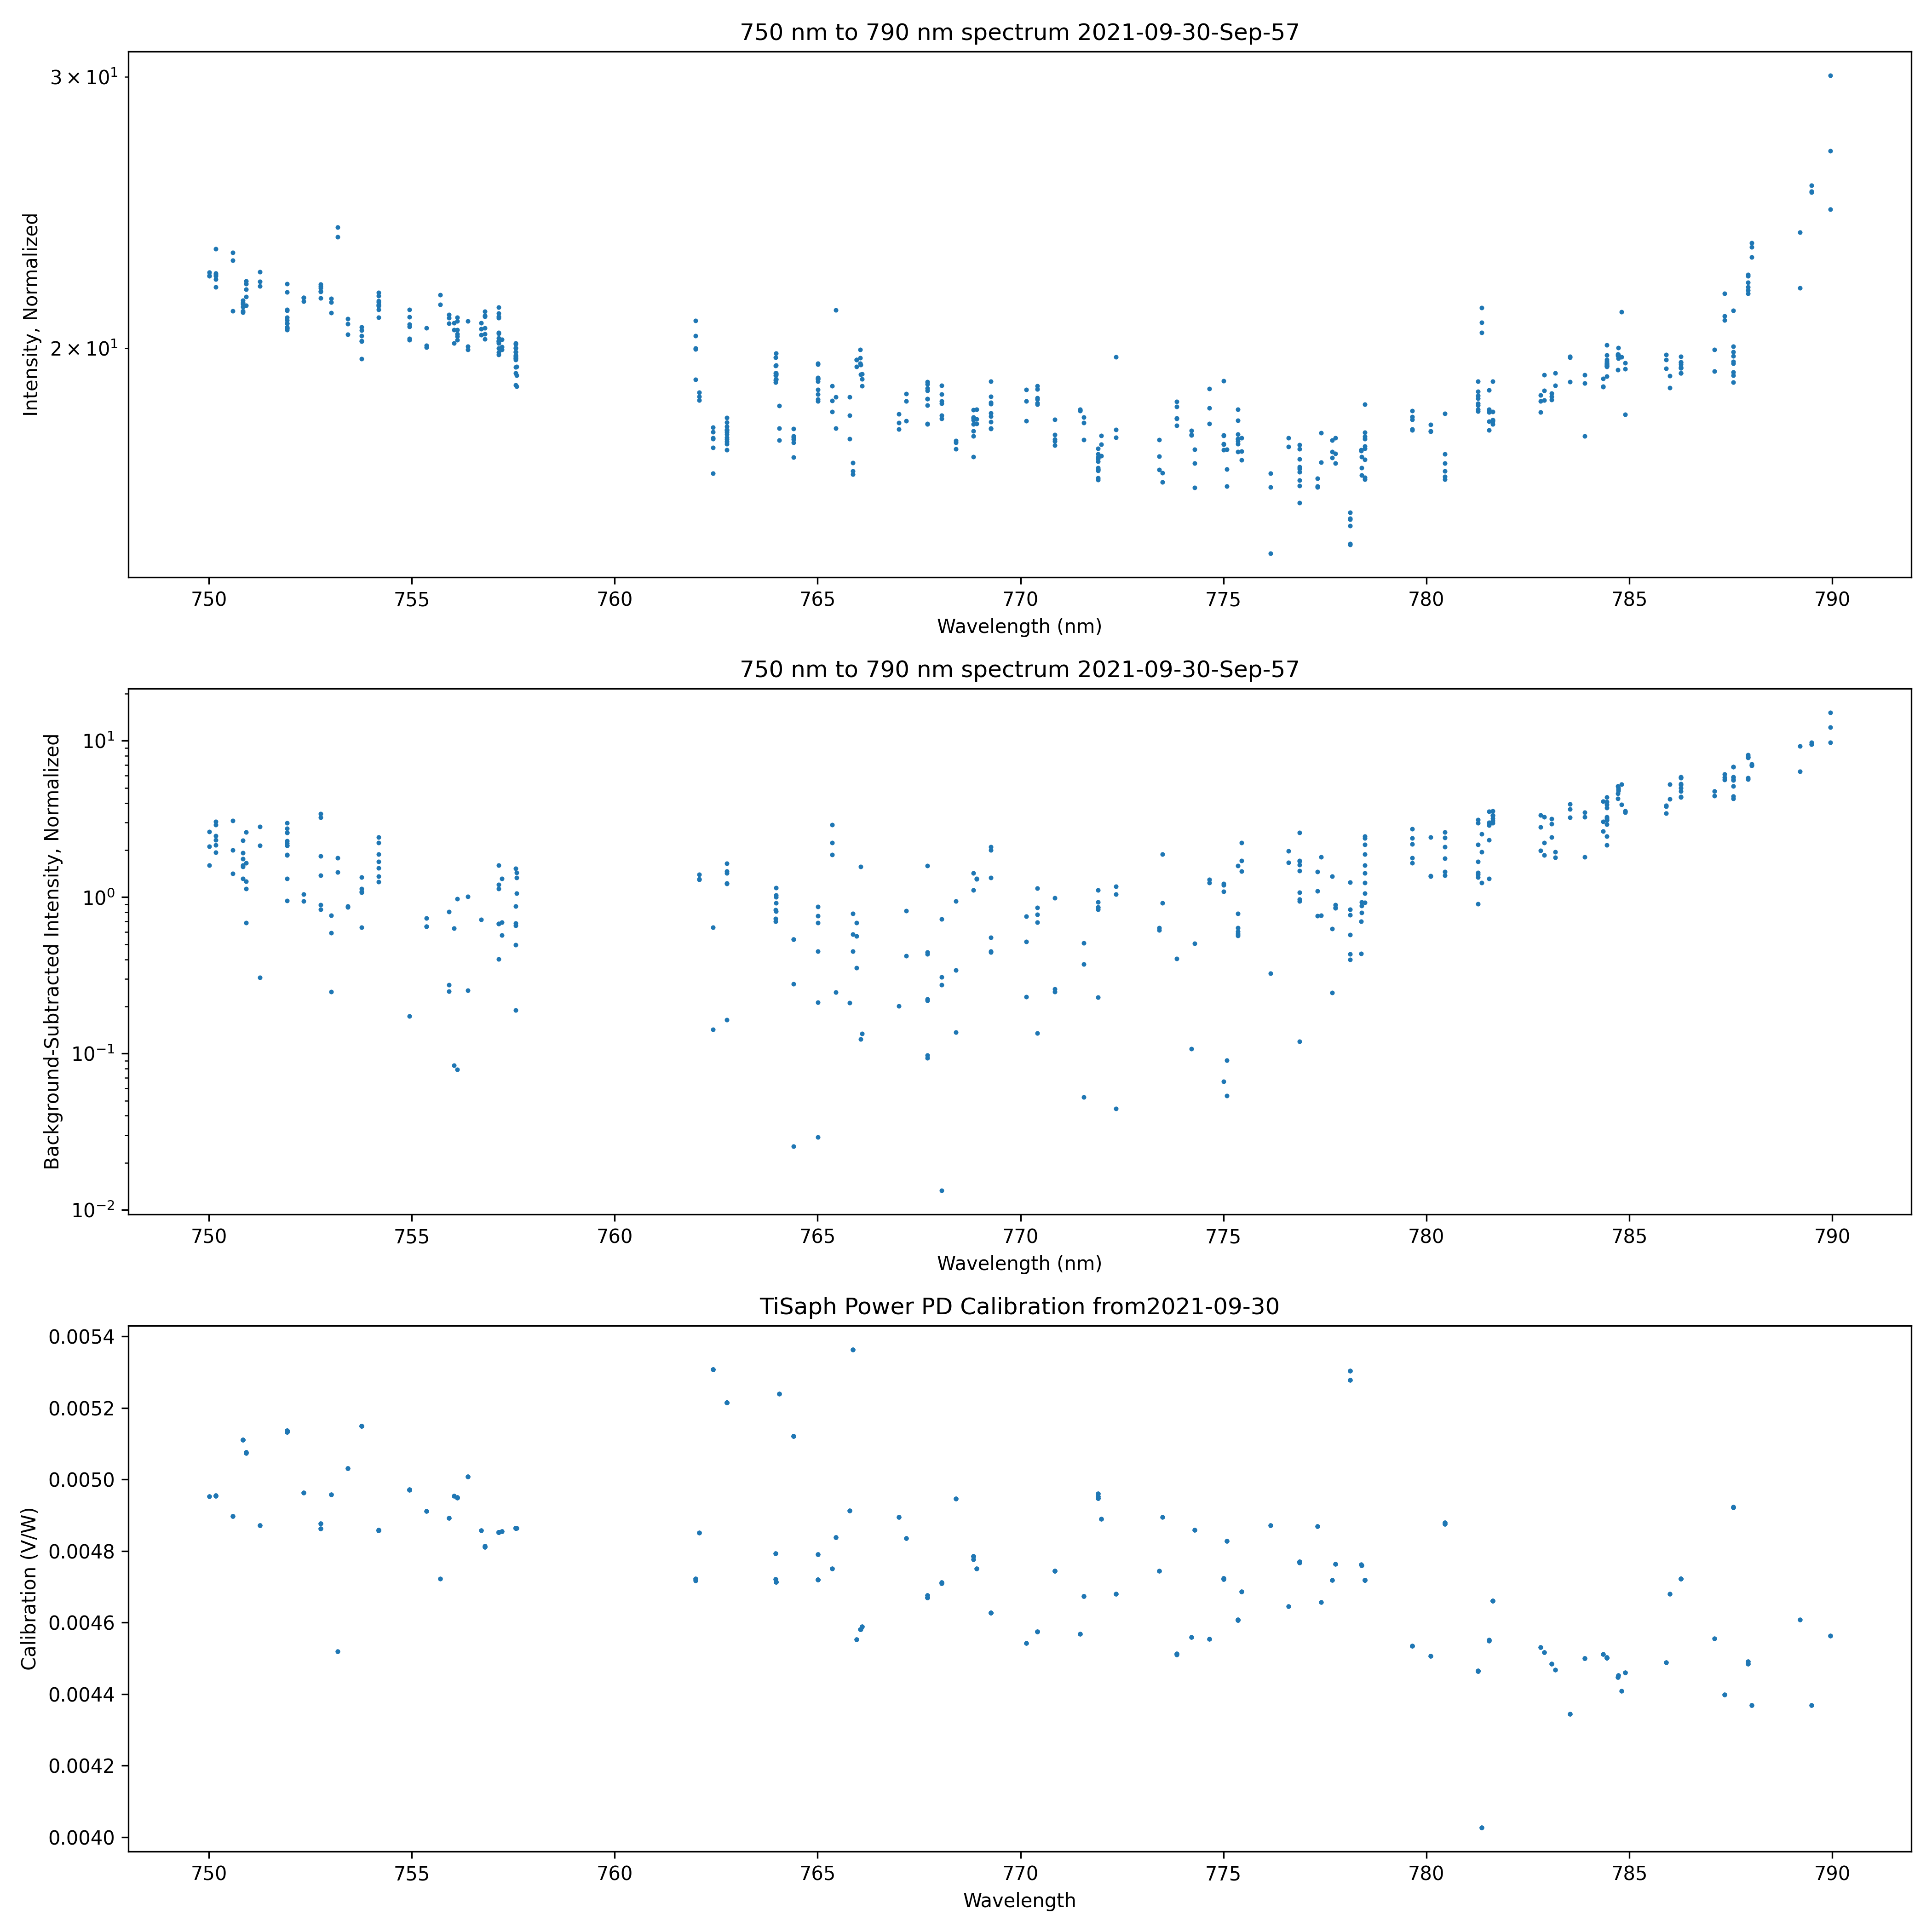 750 nm to 790 nm spectrum 2021-09-30-Sep-57
Intensity, Normalized
3 × 10¹
2 × 10¹
750 755 760 765 770 775 780 785 790
Wavelength (nm)
750 nm to 790 nm spectrum 2021-09-30-Sep-57
Background-Subtracted Intensity, Normalized
10¹
10⁰
10⁻¹
10⁻²
750 755 760 765 770 775 780 785 790
Wavelength (nm)
TiSaph Power PD Calibration from2021-09-30
Calibration (V/W)
0.0054
0.0052
0.0050
0.0048
0.0046
0.0044
0.0042
0.0040
750 755 760 765 770 775 780 785 790
Wavelength